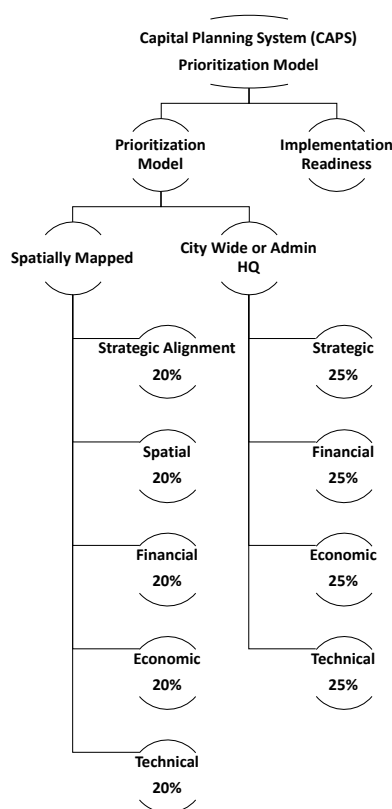 Capital Planning System (CAPS)
Prioritization Model
Prioritization
Model
Implementation
Readiness
Spatially Mapped
City Wide or Admin
HQ
Strategic Alignment
20%
Spatial
20%
Financial
20%
Economic
20%
Technical
20%
Strategic
25%
Financial
25%
Economic
25%
Technical
25%